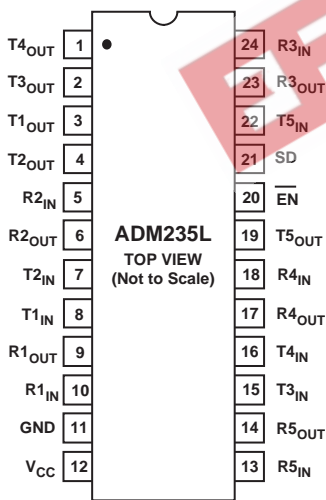 T4OUT 1 24 R3IN
T3OUT 2 23 R3OUT
T1OUT 3 22 T5IN
T2OUT 4 21 SD
R2IN 5 20 EN
R2OUT 6 ADM235L 19 T5OUT
TOP VIEW
T2IN 7 (Not to Scale) 18 R4IN
T1IN 8 17 R4OUT
R1OUT 9 16 T4IN
R1IN 10 15 T3IN
GND 11 14 R5OUT
VCC 12 13 R5IN